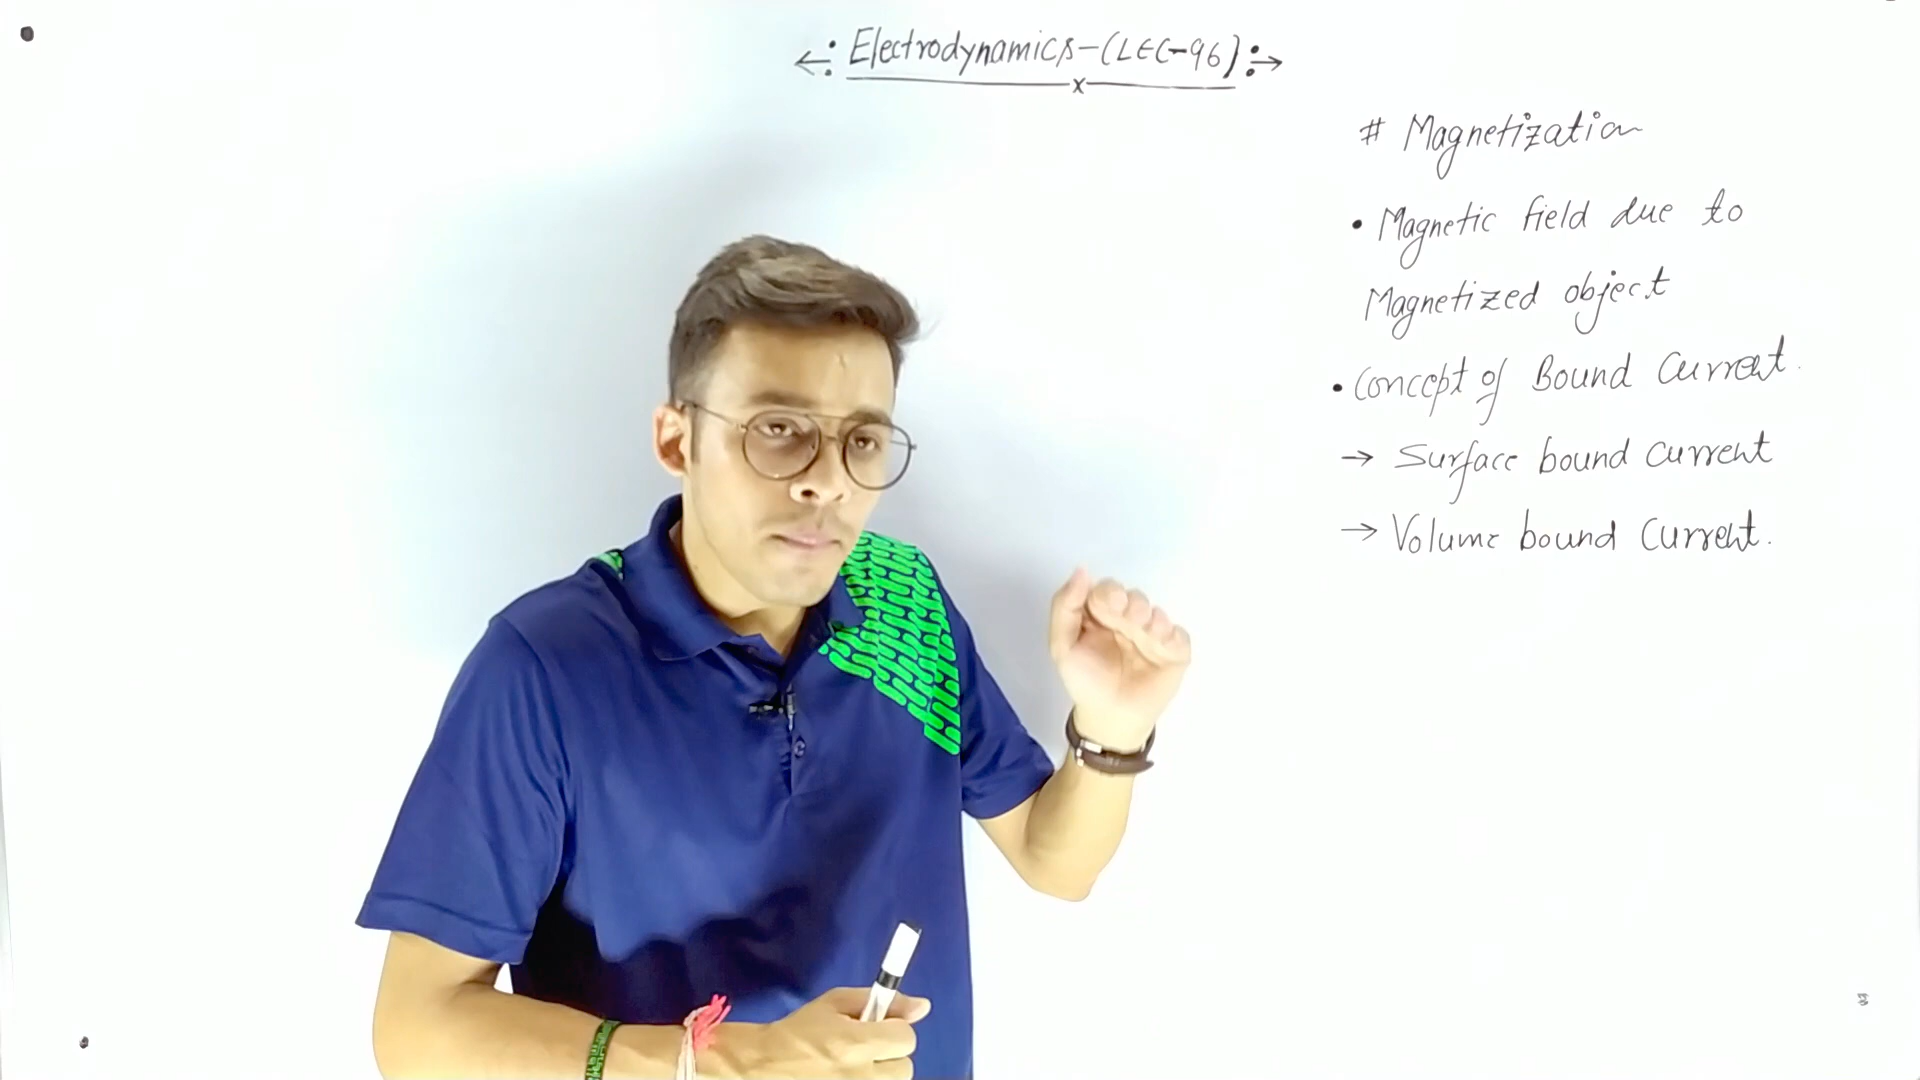 Electrodynamics-(LEC-96)
# Magnetization
• Magnetic field due to
Magnetized object
• Concept of Bound Current.
→ Surface bound current
→ Volume bound Current.